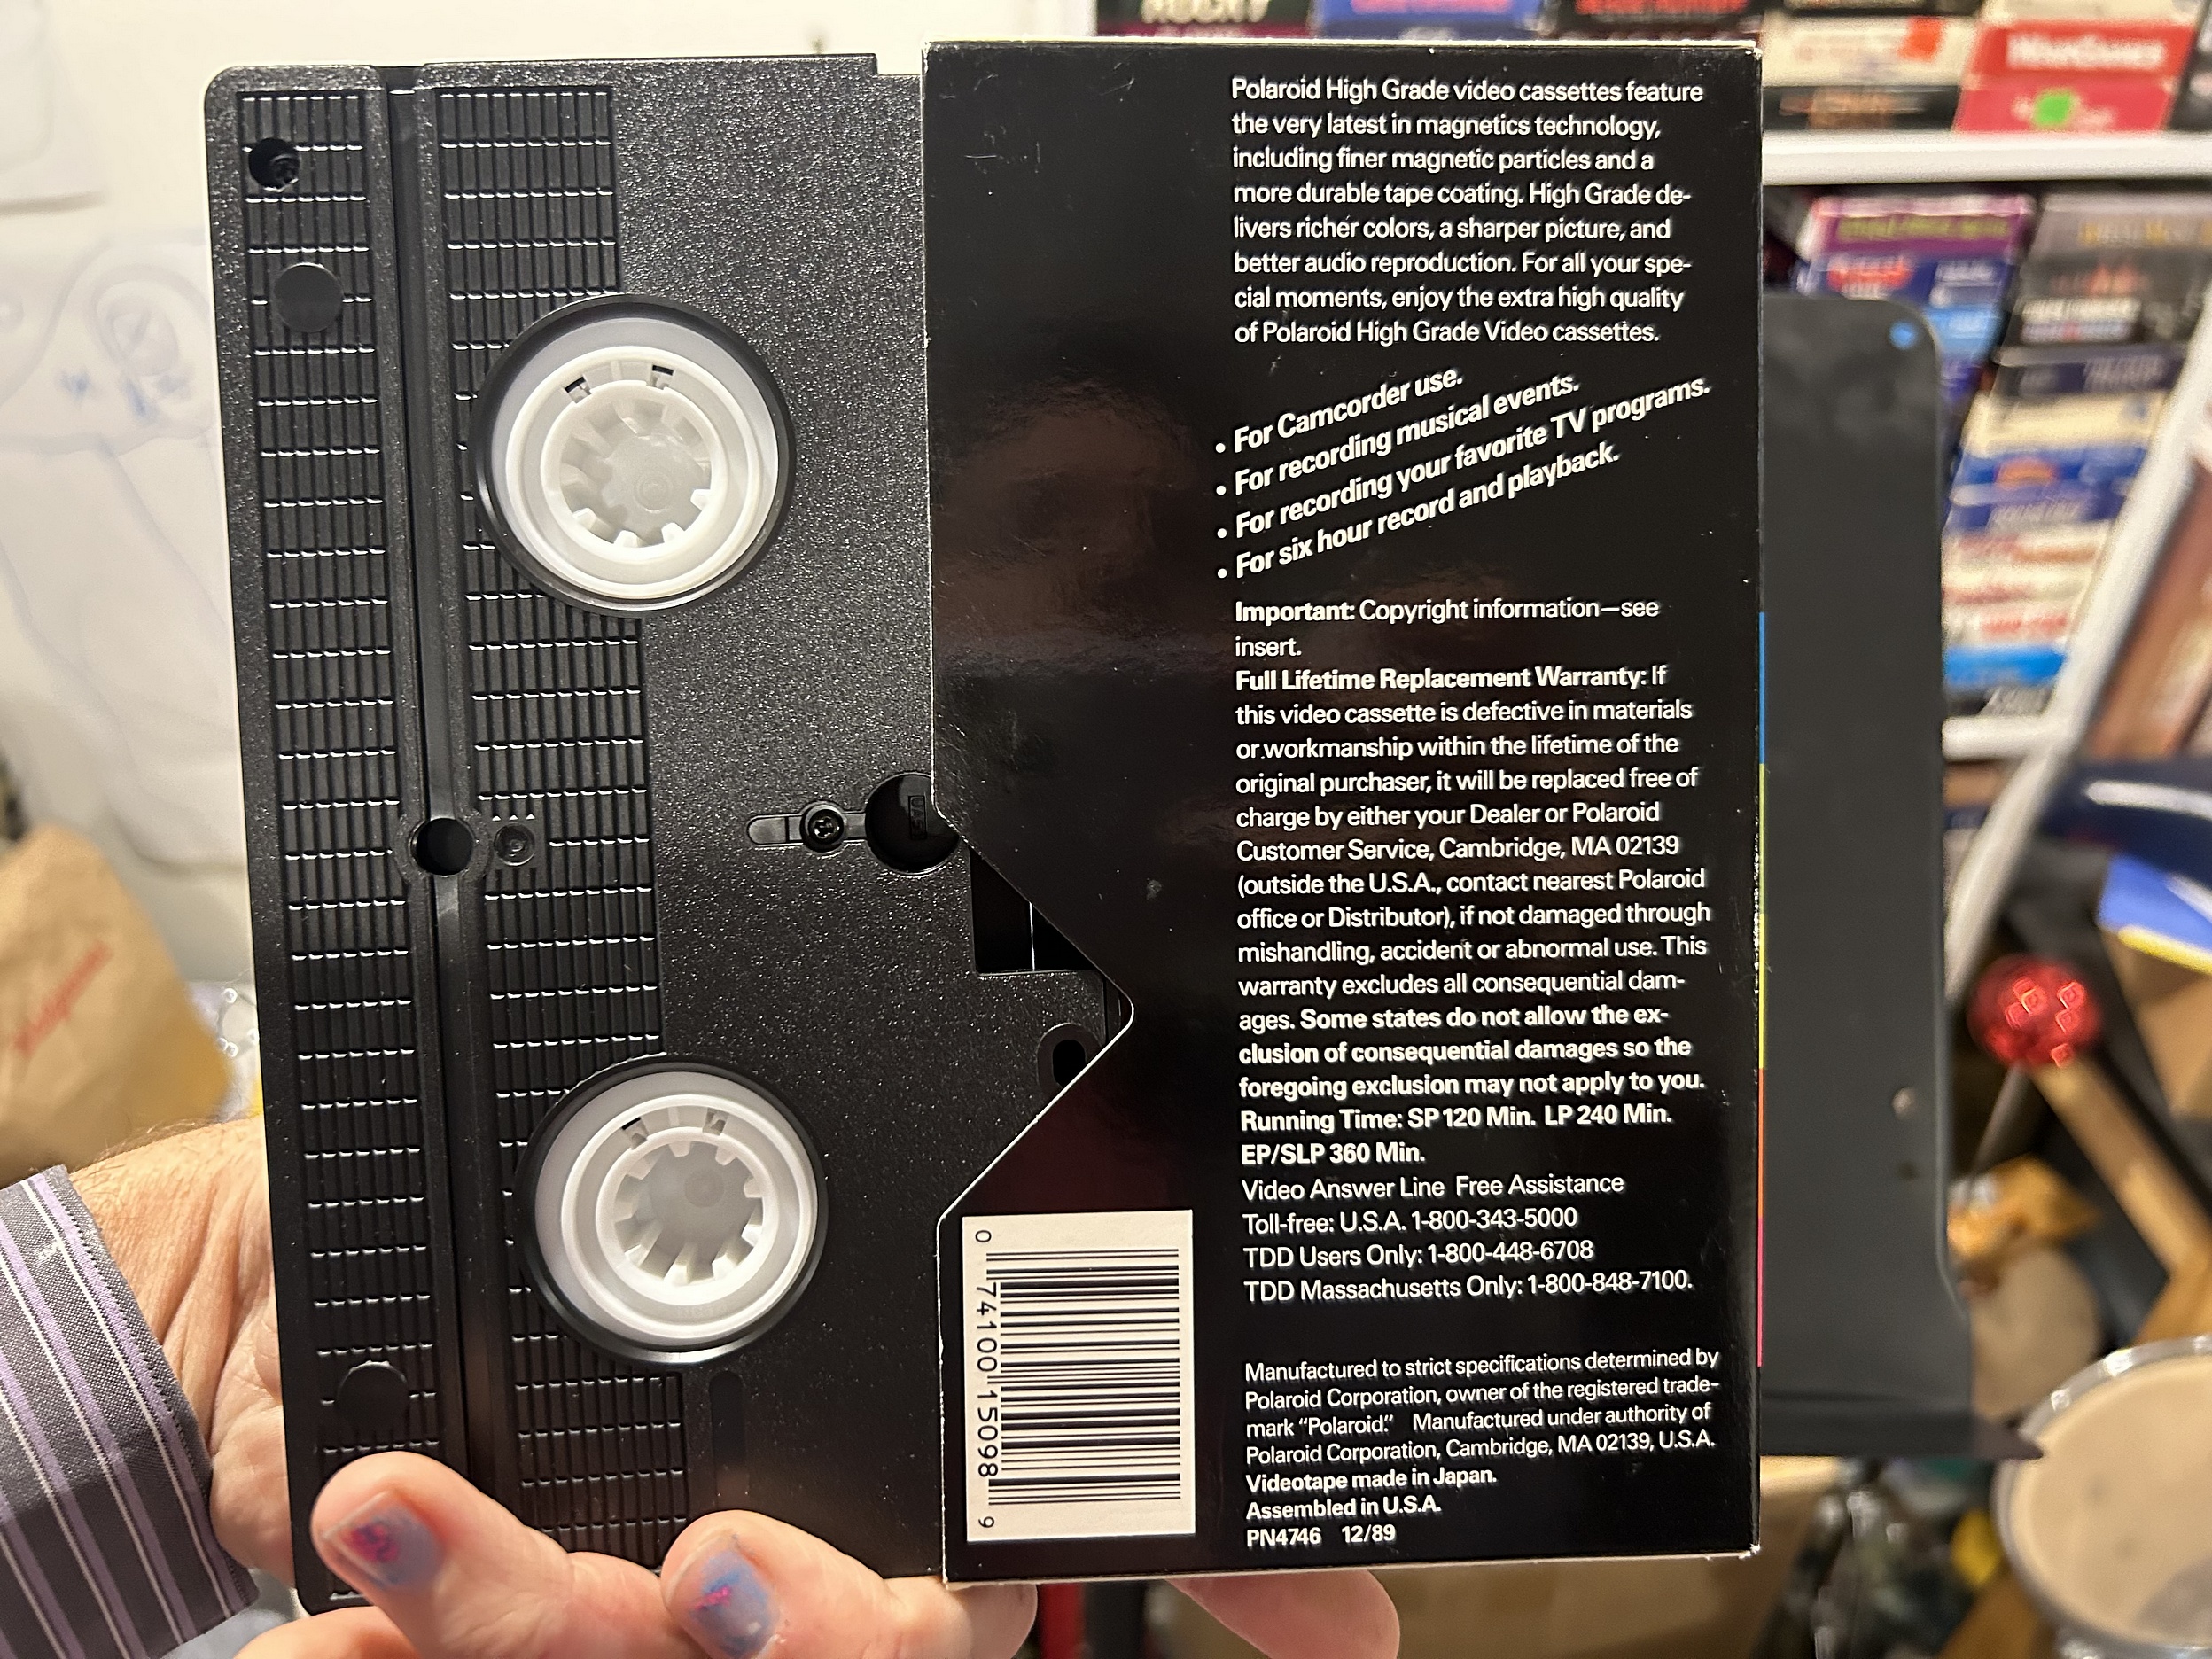 ROCKY
Polaroid High Grade video cassettes feature
the very latest in magnetics technology,
including finer magnetic particles and a
more durable tape coating. High Grade de-
livers richer colors, a sharper picture, and
better audio reproduction. For all your spe-
cial moments, enjoy the extra high quality
of Polaroid High Grade Video cassettes.
• For Camcorder use.
• For recording musical events.
• For recording your favorite TV programs.
• For six hour record and playback.
Important: Copyright information—see
insert.
Full Lifetime Replacement Warranty: If
this video cassette is defective in materials
or workmanship within the lifetime of the
original purchaser, it will be replaced free of
charge by either your Dealer or Polaroid
Customer Service, Cambridge, MA 02139
(outside the U.S.A., contact nearest Polaroid
office or Distributor), if not damaged through
mishandling, accident or abnormal use. This
warranty excludes all consequential dam-
ages. Some states do not allow the ex-
clusion of consequential damages so the
foregoing exclusion may not apply to you.
Running Time: SP 120 Min. LP 240 Min.
EP/SLP 360 Min.
Video Answer Line Free Assistance
Toll-free: U.S.A. 1-800-343-5000
TDD Users Only: 1-800-448-6708
TDD Massachusetts Only: 1-800-848-7100.
Manufactured to strict specifications determined by
Polaroid Corporation, owner of the registered trade-
mark “Polaroid.” Manufactured under authority of
Polaroid Corporation, Cambridge, MA 02139, U.S.A.
Videotape made in Japan.
Assembled in U.S.A.
PN4746 12/89
0 74100 15098 9